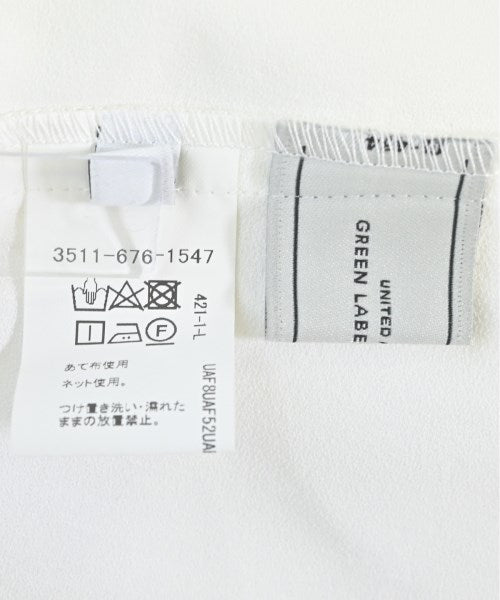 3511-676-1547
421-1-L
あて布使用
ネット使用。
つけ置き洗い・濡れた
ままの放置禁止。
UAF8UAF52UA
UNITED
GREEN LABE